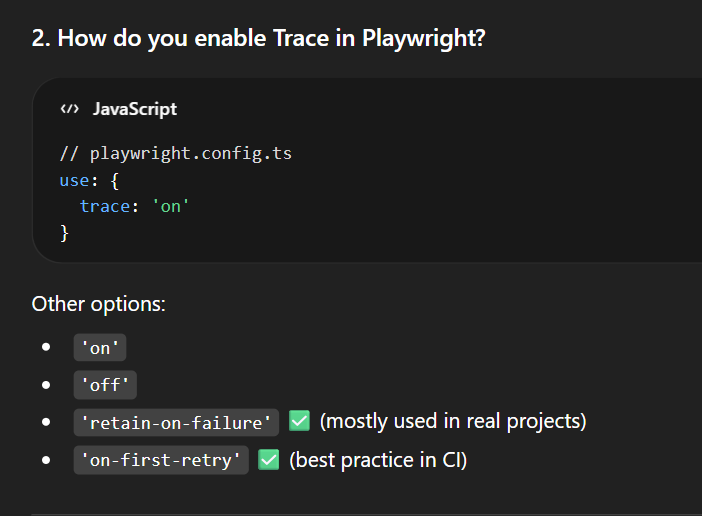 2. How do you enable Trace in Playwright?
</> JavaScript
// playwright.config.ts
use: {
  trace: 'on'
}
Other options:
• 'on'
• 'off'
• 'retain-on-failure' ✅ (mostly used in real projects)
• 'on-first-retry' ✅ (best practice in CI)